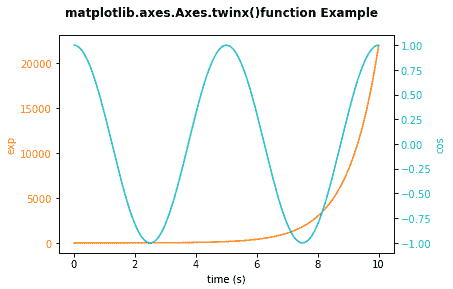 matplotlib.axes.Axes.twinx()function Example
20000
15000
10000
5000
0
exp
1.00
0.75
0.50
0.25
0.00
−0.25
−0.50
−0.75
−1.00
cos
0 2 4 6 8 10
time (s)